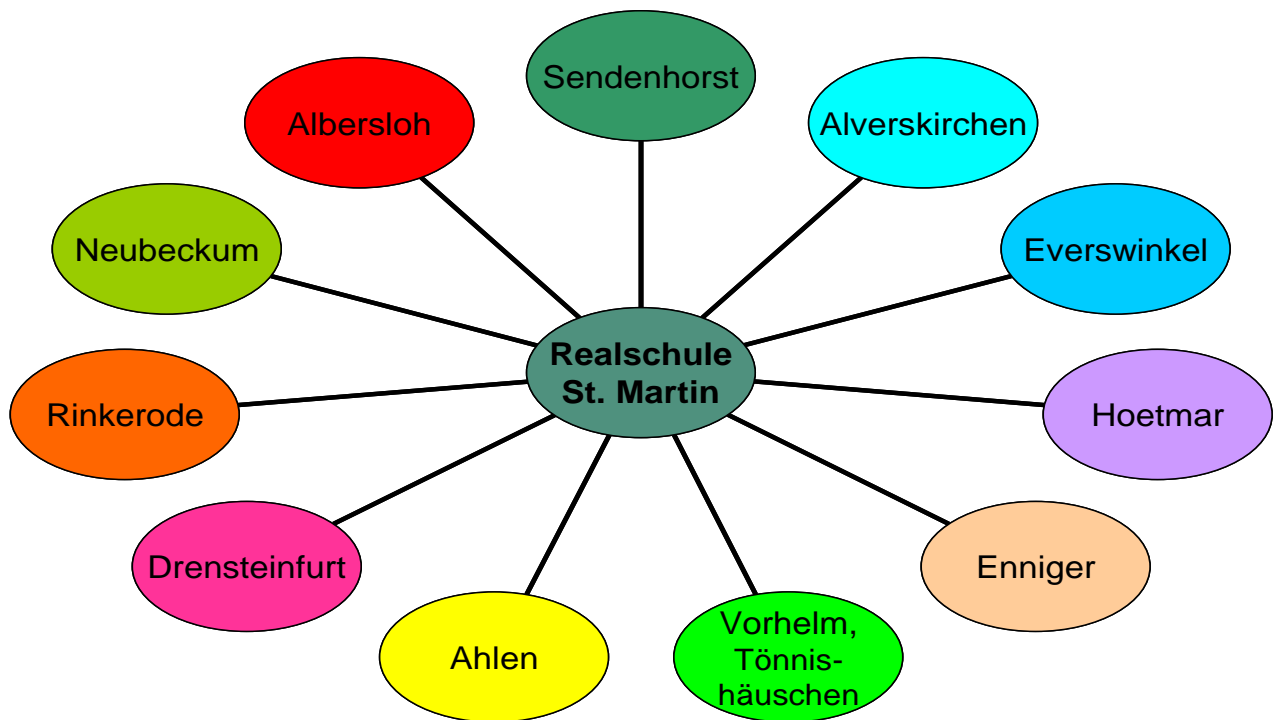 Sendenhorst
Albersloh
Alverskirchen
Neubeckum
Everswinkel
Realschule
St. Martin
Rinkerode
Hoetmar
Drensteinfurt
Enniger
Ahlen
Vorhelm,
Tönnis-
häuschen